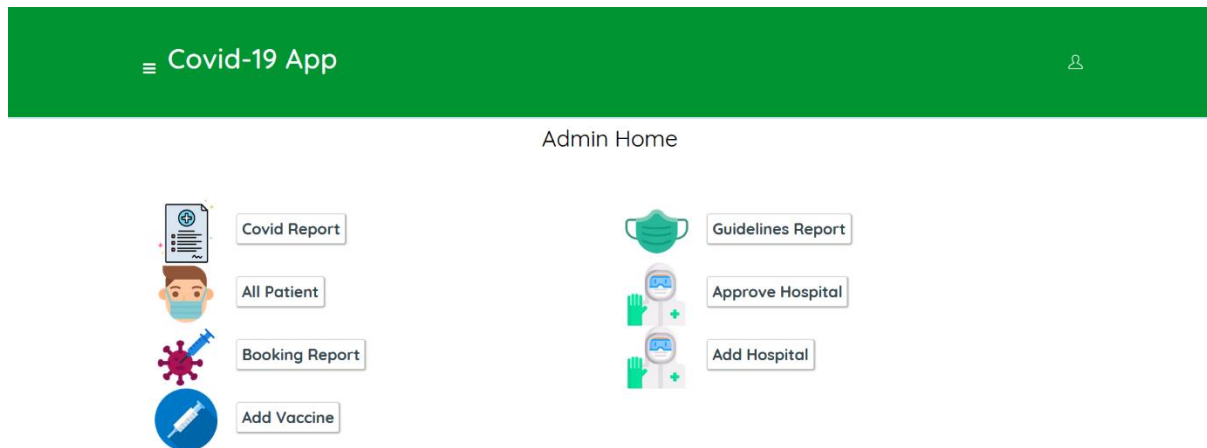 Covid-19 App
Admin Home
Covid Report
Guidelines Report
All Patient
Approve Hospital
Booking Report
Add Hospital
Add Vaccine